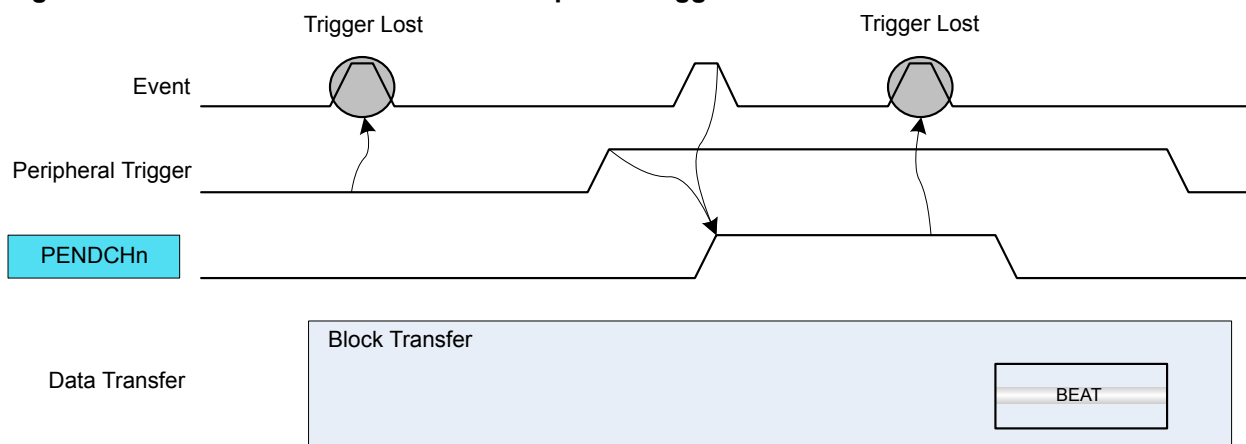 Trigger Lost
Trigger Lost
Event
Peripheral Trigger
PENDCHn
Block Transfer
Data Transfer
BEAT